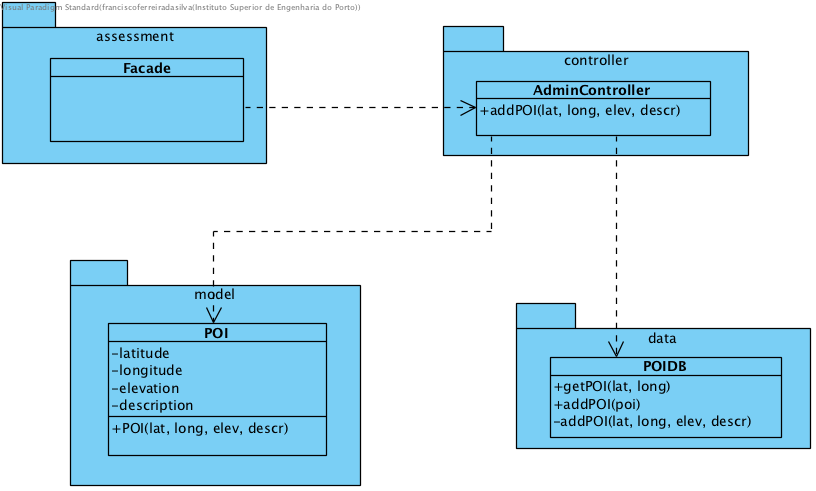 Visual Paradigm Standard(franciscoferreiradasilva(Instituto Superior de Engenharia do Porto))
assessment
Facade
controller
AdminController
+addPOI(lat, long, elev, descr)
model
POI
-latitude
-longitude
-elevation
-description
+POI(lat, long, elev, descr)
data
POIDB
+getPOI(lat, long)
+addPOI(poi)
-addPOI(lat, long, elev, descr)